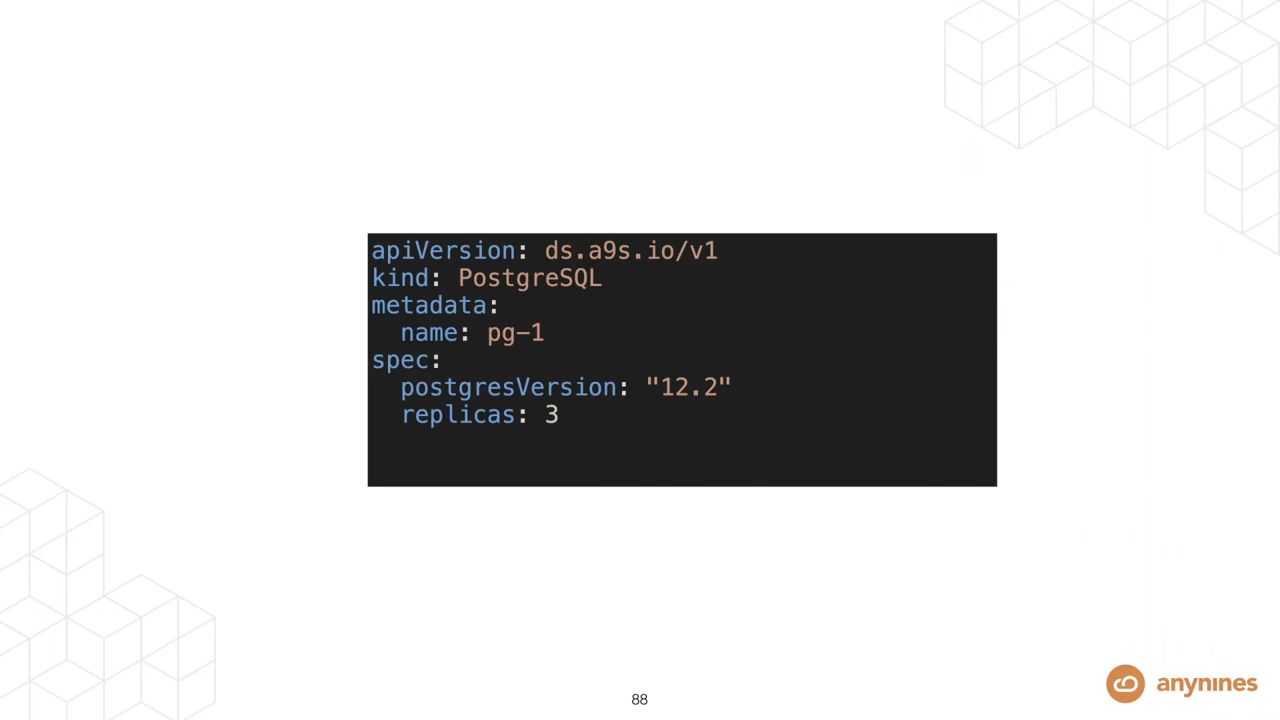 apiVersion: ds.a9s.io/v1
kind: PostgreSQL
metadata:
  name: pg-1
spec:
  postgresVersion: "12.2"
  replicas: 3
88
anynines